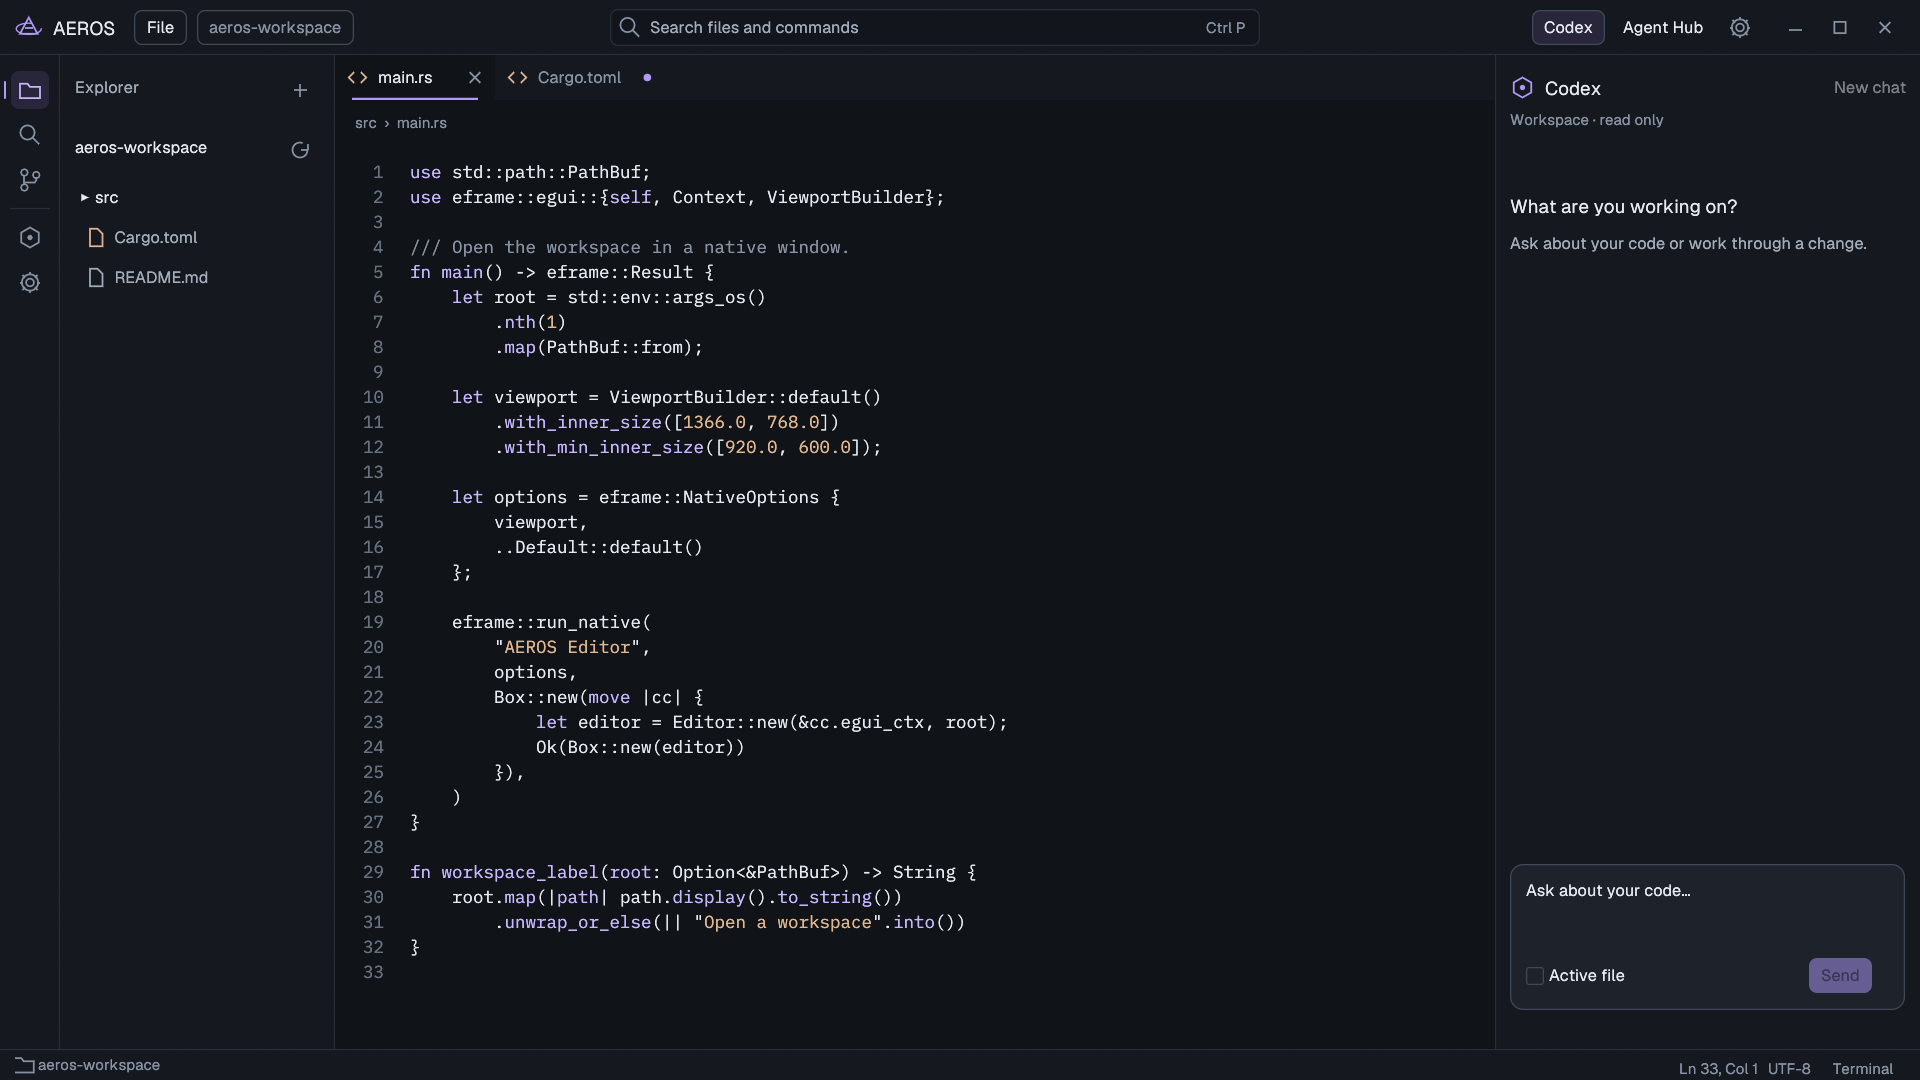 AEROS File aeros-workspace Search files and commands Ctrl P Codex Agent Hub
Explorer
aeros-workspace
src
Cargo.toml
README.md
main.rs Cargo.toml
src › main.rs
1 use std::path::PathBuf;
2 use eframe::egui::{self, Context, ViewportBuilder};
3
4 /// Open the workspace in a native window.
5 fn main() -> eframe::Result {
6     let root = std::env::args_os()
7         .nth(1)
8         .map(PathBuf::from);
9
10     let viewport = ViewportBuilder::default()
11         .with_inner_size([1366.0, 768.0])
12         .with_min_inner_size([920.0, 600.0]);
13
14     let options = eframe::NativeOptions {
15         viewport,
16         ..Default::default()
17     };
18
19     eframe::run_native(
20         "AEROS Editor",
21         options,
22         Box::new(move |cc| {
23             let editor = Editor::new(&cc.egui_ctx, root);
24             Ok(Box::new(editor))
25         }),
26     )
27 }
28
29 fn workspace_label(root: Option<&PathBuf>) -> String {
30     root.map(|path| path.display().to_string())
31         .unwrap_or_else(|| "Open a workspace".into())
32 }
33
Codex New chat
Workspace · read only
What are you working on?
Ask about your code or work through a change.
Ask about your code…
Active file Send
aeros-workspace Ln 33, Col 1 UTF-8 Terminal